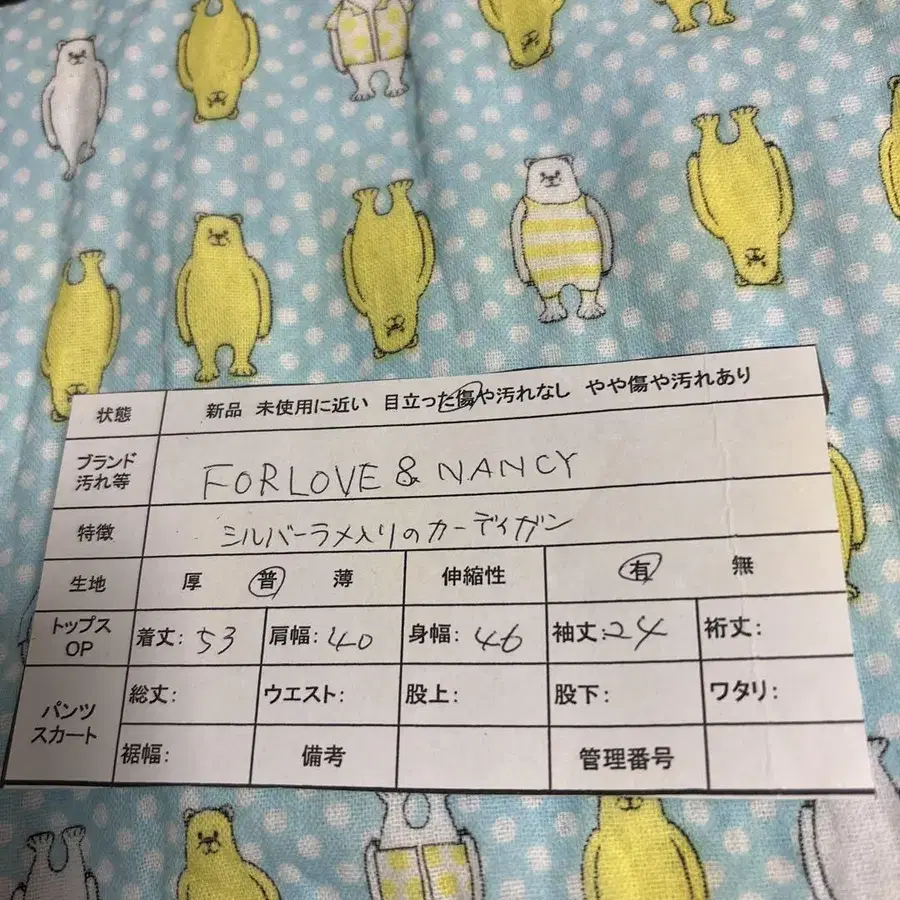 状態 新品 未使用に近い 目立った傷や汚れなし やや傷や汚れあり
ブランド
汚れ等
FORLOVE & NANCY
特徴 シルバーラメ入りのカーディガン
生地 厚 普 薄 伸縮性 有 無
トップス
OP
着丈: 53 肩幅: 40 身幅: 46 袖丈: 24 裄丈:
パンツ
スカート
総丈: ウエスト: 股上: 股下: ワタリ:
裾幅: 備考 管理番号